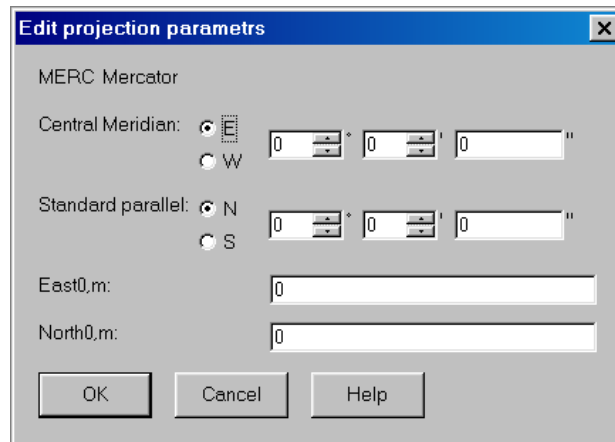 Edit projection parametrs
MERC Mercator
Central Meridian: E 0 ° 0 ' 0 "
W
Standard parallel: N 0 ° 0 ' 0 "
S
East0,m: 0
North0,m: 0
OK Cancel Help